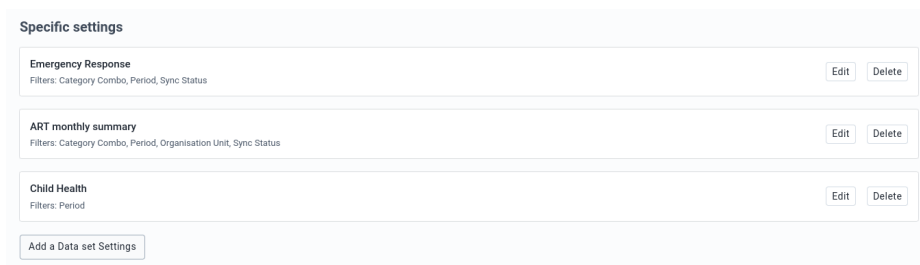 Specific settings
Emergency Response
Filters: Category Combo, Period, Sync Status
Edit
Delete
ART monthly summary
Filters: Category Combo, Period, Organisation Unit, Sync Status
Edit
Delete
Child Health
Filters: Period
Edit
Delete
Add a Data set Settings